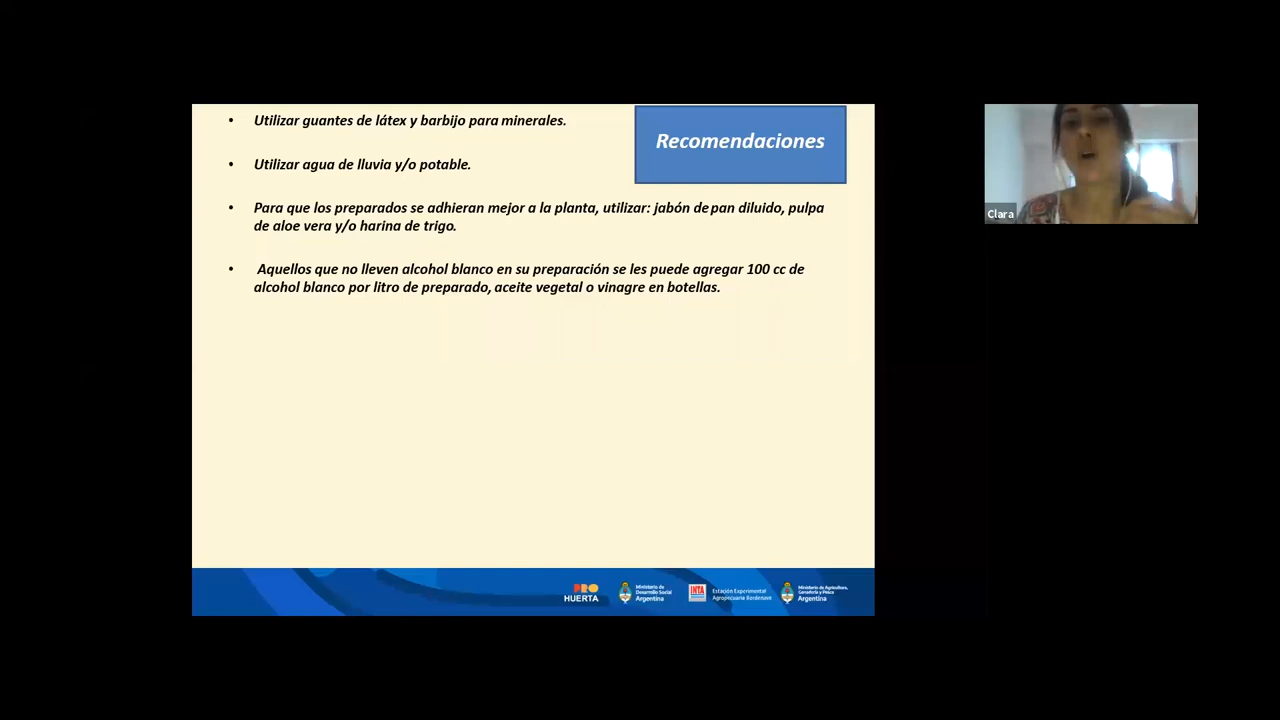 Recomendaciones
• Utilizar guantes de látex y barbijo para minerales.
• Utilizar agua de lluvia y/o potable.
• Para que los preparados se adhieran mejor a la planta, utilizar: jabón de pan diluido, pulpa
de aloe vera y/o harina de trigo.
• Aquellos que no lleven alcohol blanco en su preparación se les puede agregar 100 cc de
alcohol blanco por litro de preparado, aceite vegetal o vinagre en botellas.
Clara
PRO
HUERTA
Ministerio de
Desarrollo Social
Argentina
INTA
Estación Experimental
Agropecuaria Bordenave
Ministerio de Agricultura,
Ganadería y Pesca
Argentina